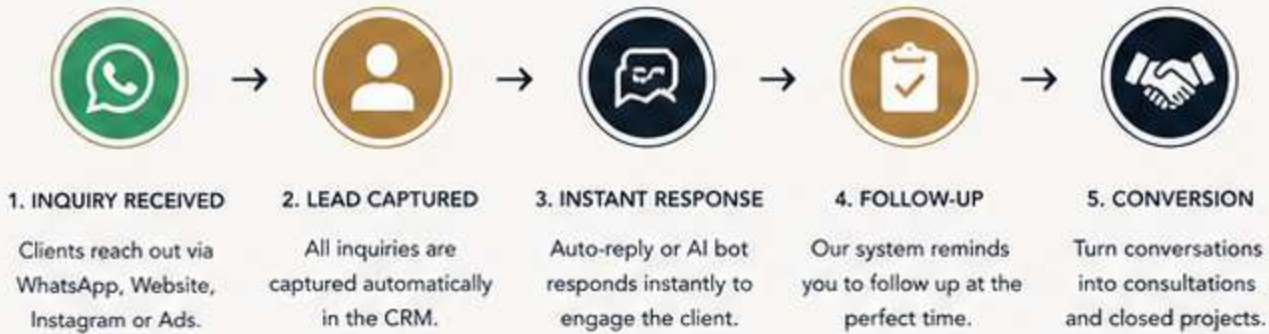 1. INQUIRY RECEIVED
Clients reach out via
WhatsApp, Website,
Instagram or Ads.
2. LEAD CAPTURED
All inquiries are
captured automatically
in the CRM.
3. INSTANT RESPONSE
Auto-reply or AI bot
responds instantly to
engage the client.
4. FOLLOW-UP
Our system reminds
you to follow up at the
perfect time.
5. CONVERSION
Turn conversations
into consultations
and closed projects.